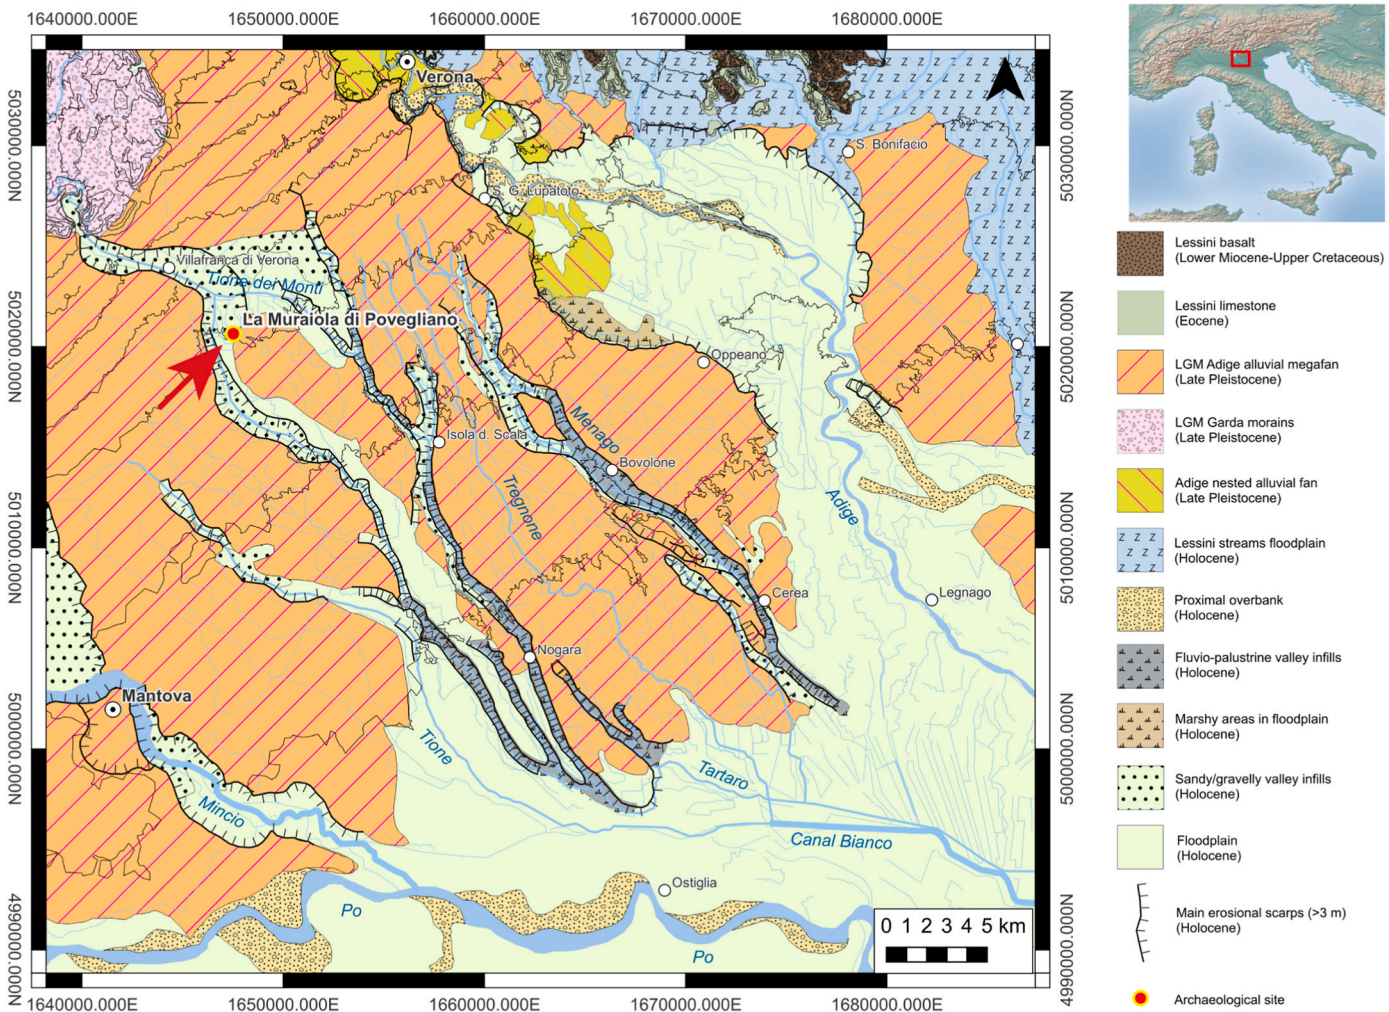 1640000.000E
1650000.000E
1660000.000E
1670000.000E
1680000.000E
5030000.000N
5020000.000N
5010000.000N
5000000.000N
4990000.000N
5030000.000N
5020000.000N
5010000.000N
5000000.000N
4990000.000N
Verona
S. Bonifacio
S. G. Lupatoto
Villafranca di Verona
Tione dei Monti
La Muraiola di Povegliano
Oppeano
Menago
Isola d. Scala
Bovolone
Tregnone
Adige
Cerea
Legnago
Nogara
Mantova
Tione
Tartaro
Mincio
Canal Bianco
Ostiglia
Po
Po
0 1 2 3 4 5 km
1640000.000E
1650000.000E
1660000.000E
1670000.000E
1680000.000E
Lessini basalt
(Lower Miocene-Upper Cretaceous)
Lessini limestone
(Eocene)
LGM Adige alluvial megafan
(Late Pleistocene)
LGM Garda morains
(Late Pleistocene)
Adige nested alluvial fan
(Late Pleistocene)
Lessini streams floodplain
(Holocene)
Proximal overbank
(Holocene)
Fluvio-palustrine valley infills
(Holocene)
Marshy areas in floodplain
(Holocene)
Sandy/gravelly valley infills
(Holocene)
Floodplain
(Holocene)
Main erosional scarps (>3 m)
(Holocene)
Archaeological site